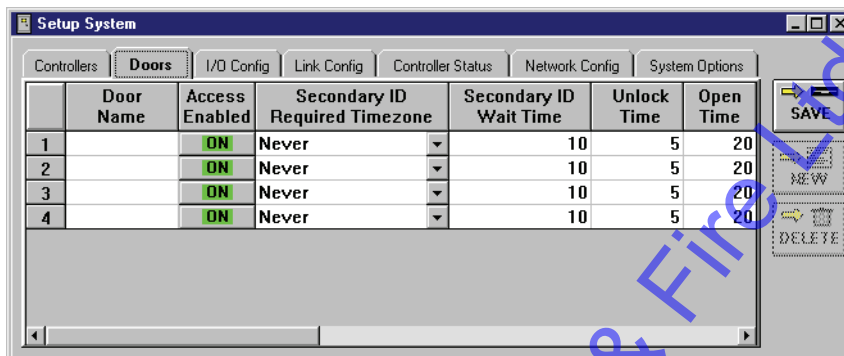 Setup System
Controllers Doors I/O Config Link Config Controller Status Network Config System Options
Door Name Access Enabled Secondary ID Required Timezone Secondary ID Wait Time Unlock Time Open Time
1 ON Never 10 5 20
2 ON Never 10 5 20
3 ON Never 10 5 20
4 ON Never 10 5 20
SAVE
NEW
DELETE
& Fire Ltd